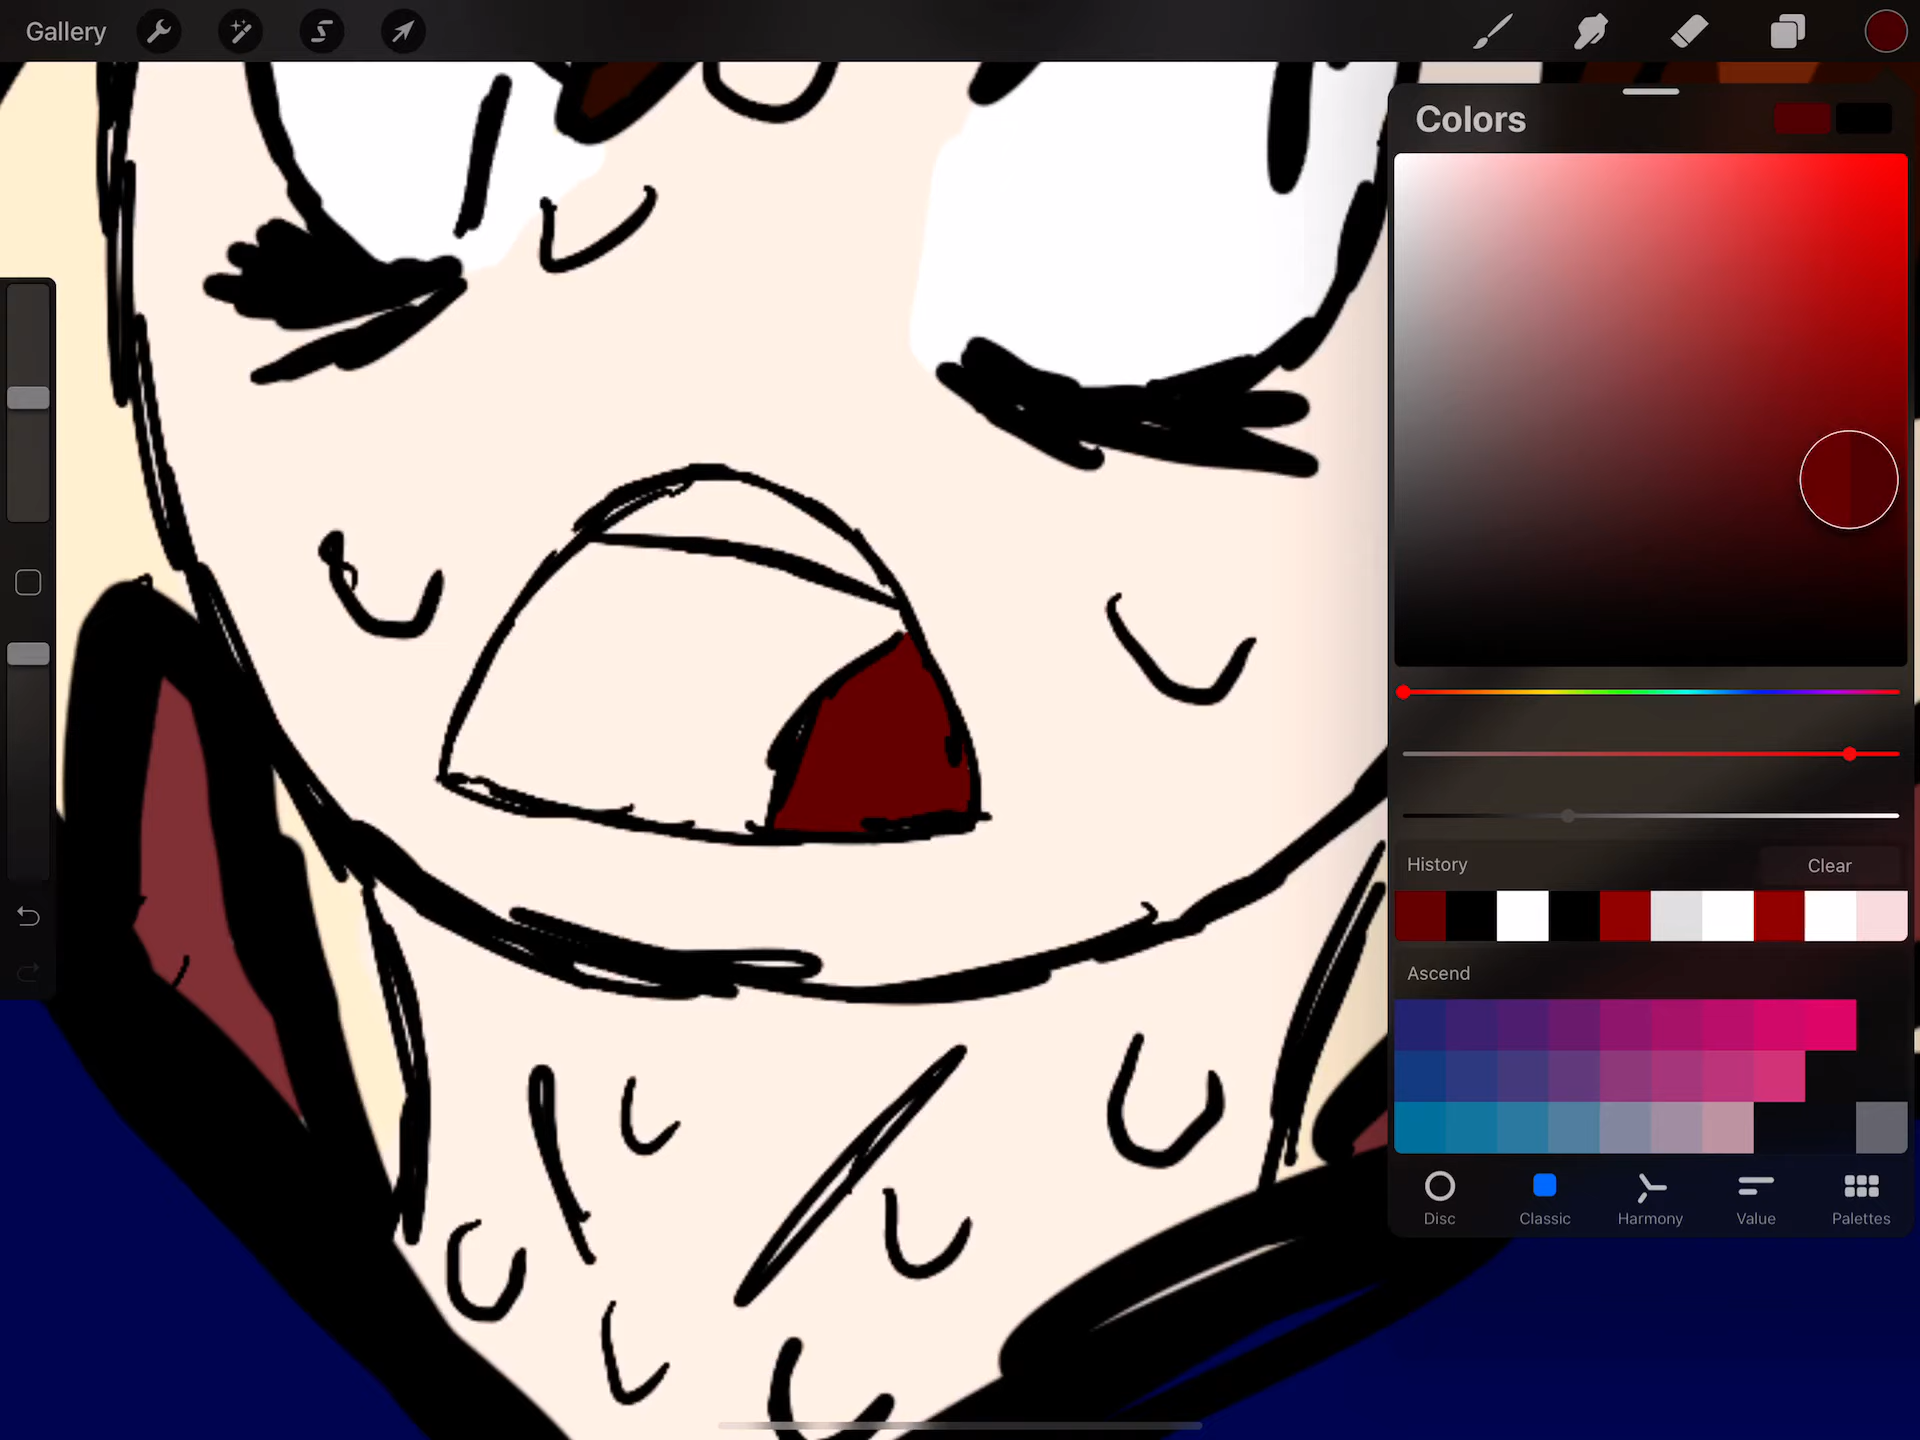 Gallery
Colors
History
Clear
Ascend
Disc
Classic
Harmony
Value
Palettes